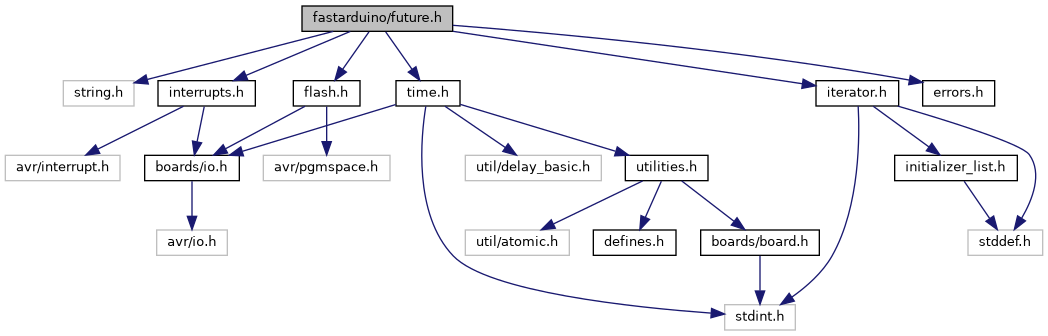 fastarduino/future.h
string.h
interrupts.h
flash.h
time.h
iterator.h
errors.h
avr/interrupt.h
boards/io.h
avr/pgmspace.h
util/delay_basic.h
utilities.h
initializer_list.h
avr/io.h
util/atomic.h
defines.h
boards/board.h
stddef.h
stdint.h